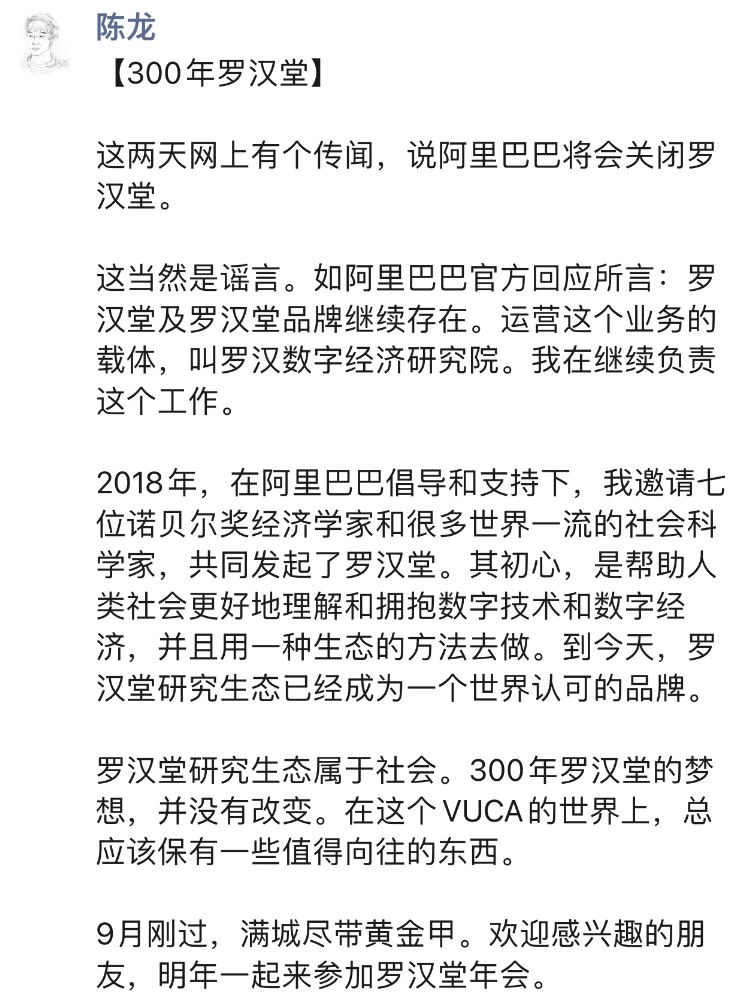 陈龙
【300年罗汉堂】
这两天网上有个传闻，说阿里巴巴将会关闭罗
汉堂。
这当然是谣言。如阿里巴巴官方回应所言：罗
汉堂及罗汉堂品牌继续存在。运营这个业务的
载体，叫罗汉数字经济研究院。我在继续负责
这个工作。
2018年，在阿里巴巴倡导和支持下，我邀请七
位诺贝尔奖经济学家和很多世界一流的社会科
学家，共同发起了罗汉堂。其初心，是帮助人
类社会更好地理解和拥抱数字技术和数字经
济，并且用一种生态的方法去做。到今天，罗
汉堂研究生态已经成为一个世界认可的品牌。
罗汉堂研究生态属于社会。300年罗汉堂的梦
想，并没有改变。在这个VUCA的世界上，总
应该保有一些值得向往的东西。
9月刚过，满城尽带黄金甲。欢迎感兴趣的朋
友，明年一起来参加罗汉堂年会。